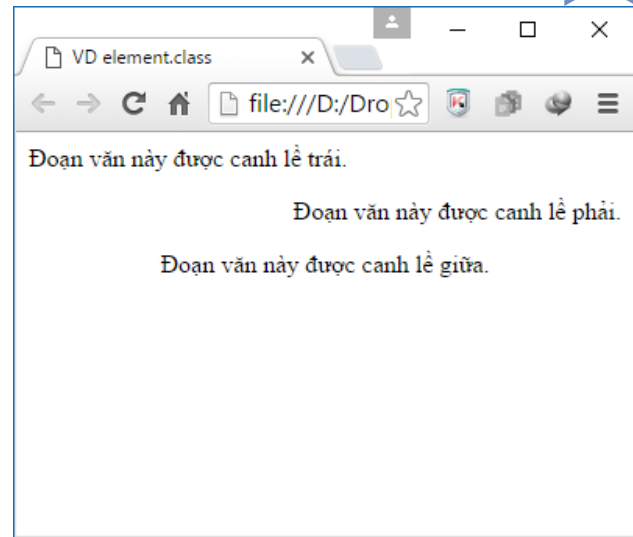 VD element.class
file:///D:/Dro
Đoạn văn này được canh lề trái.
Đoạn văn này được canh lề phải.
Đoạn văn này được canh lề giữa.